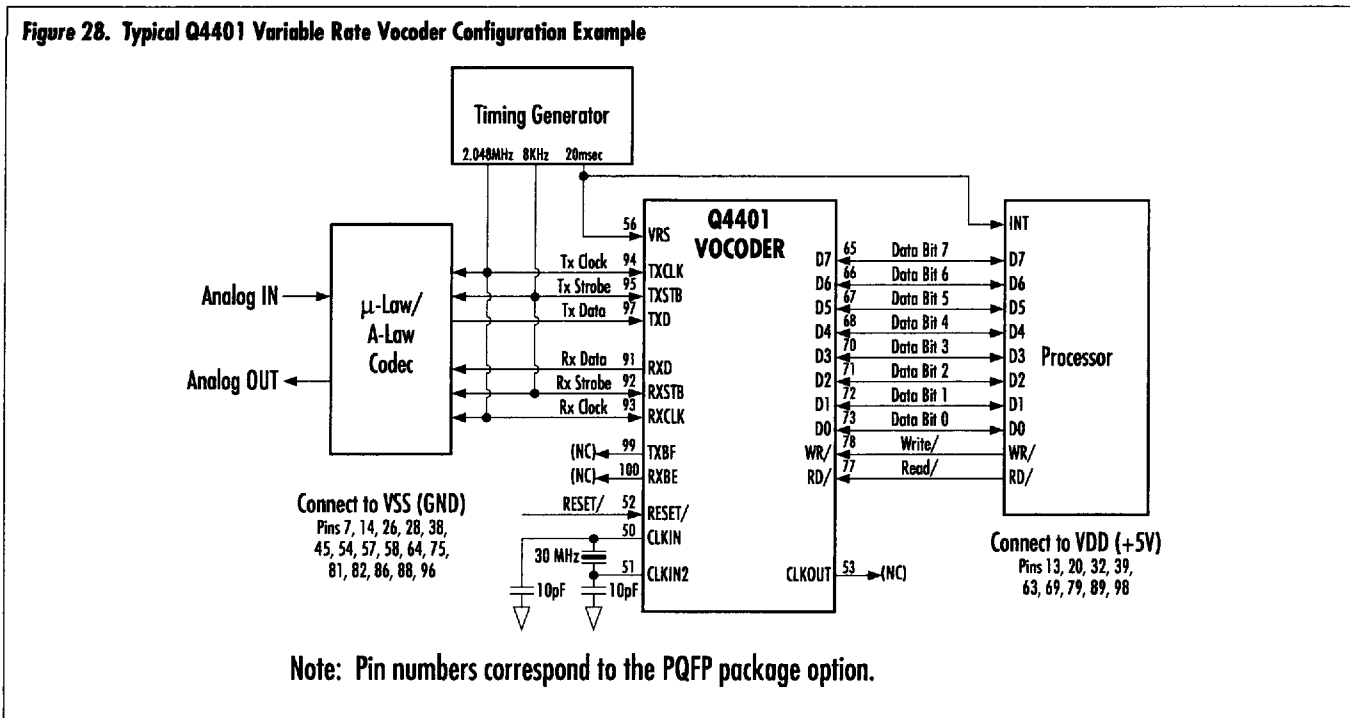 Figure 28. Typical Q4401 Variable Rate Vocoder Configuration Example
Timing Generator
2.048MHz 8KHz 20msec
Analog IN
Analog OUT
μ-Law/
A-Law
Codec
Tx Clock 94
Tx Strobe 95
Tx Data 97
Rx Data 91
Rx Strobe 92
Rx Clock 93
(NC) 99
(NC) 100
RESET/ 52
50
30 MHz
51
10pF
10pF
Q4401
VOCODER
56 VRS
TXCLK
TXSTB
TXD
RXD
RXSTB
RXCLK
TXBF
RXBE
RESET/
CLKIN
CLKIN2
D7 65 Data Bit 7 D7
D6 66 Data Bit 6 D6
D5 67 Data Bit 5 D5
D4 68 Data Bit 4 D4
D3 70 Data Bit 3 D3
D2 71 Data Bit 2 D2
D1 72 Data Bit 1 D1
D0 73 Data Bit 0 D0
WR/ 78 Write/ WR/
RD/ 77 Read/ RD/
CLKOUT 53 (NC)
INT
Processor
Connect to VSS (GND)
Pins 7, 14, 26, 28, 38,
45, 54, 57, 58, 64, 75,
81, 82, 86, 88, 96
Connect to VDD (+5V)
Pins 13, 20, 32, 39,
63, 69, 79, 89, 98
Note: Pin numbers correspond to the PQFP package option.